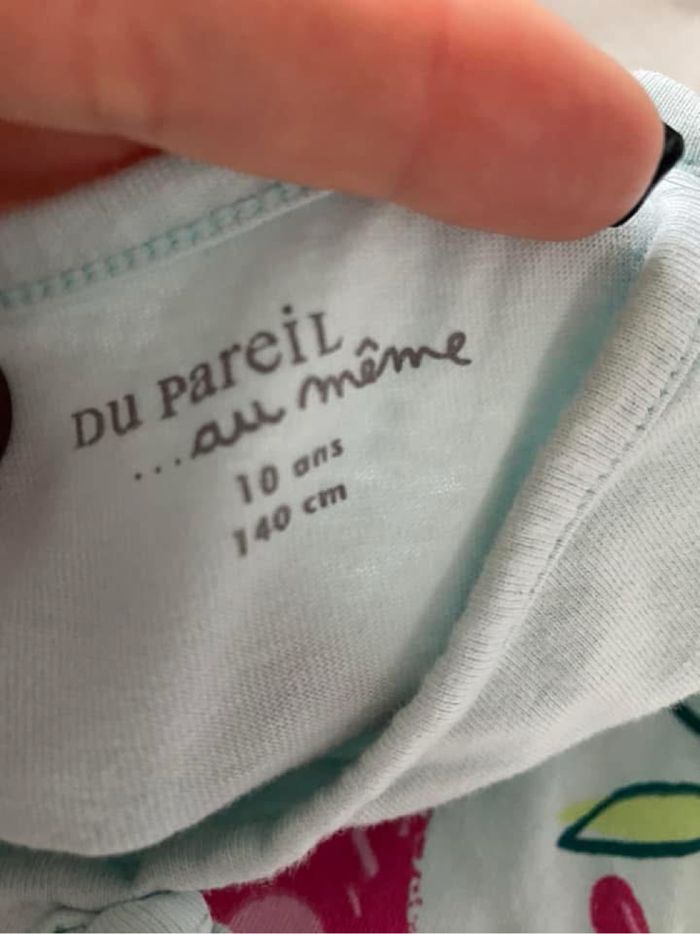 DU PareiL
...au même
10 ans
140 cm